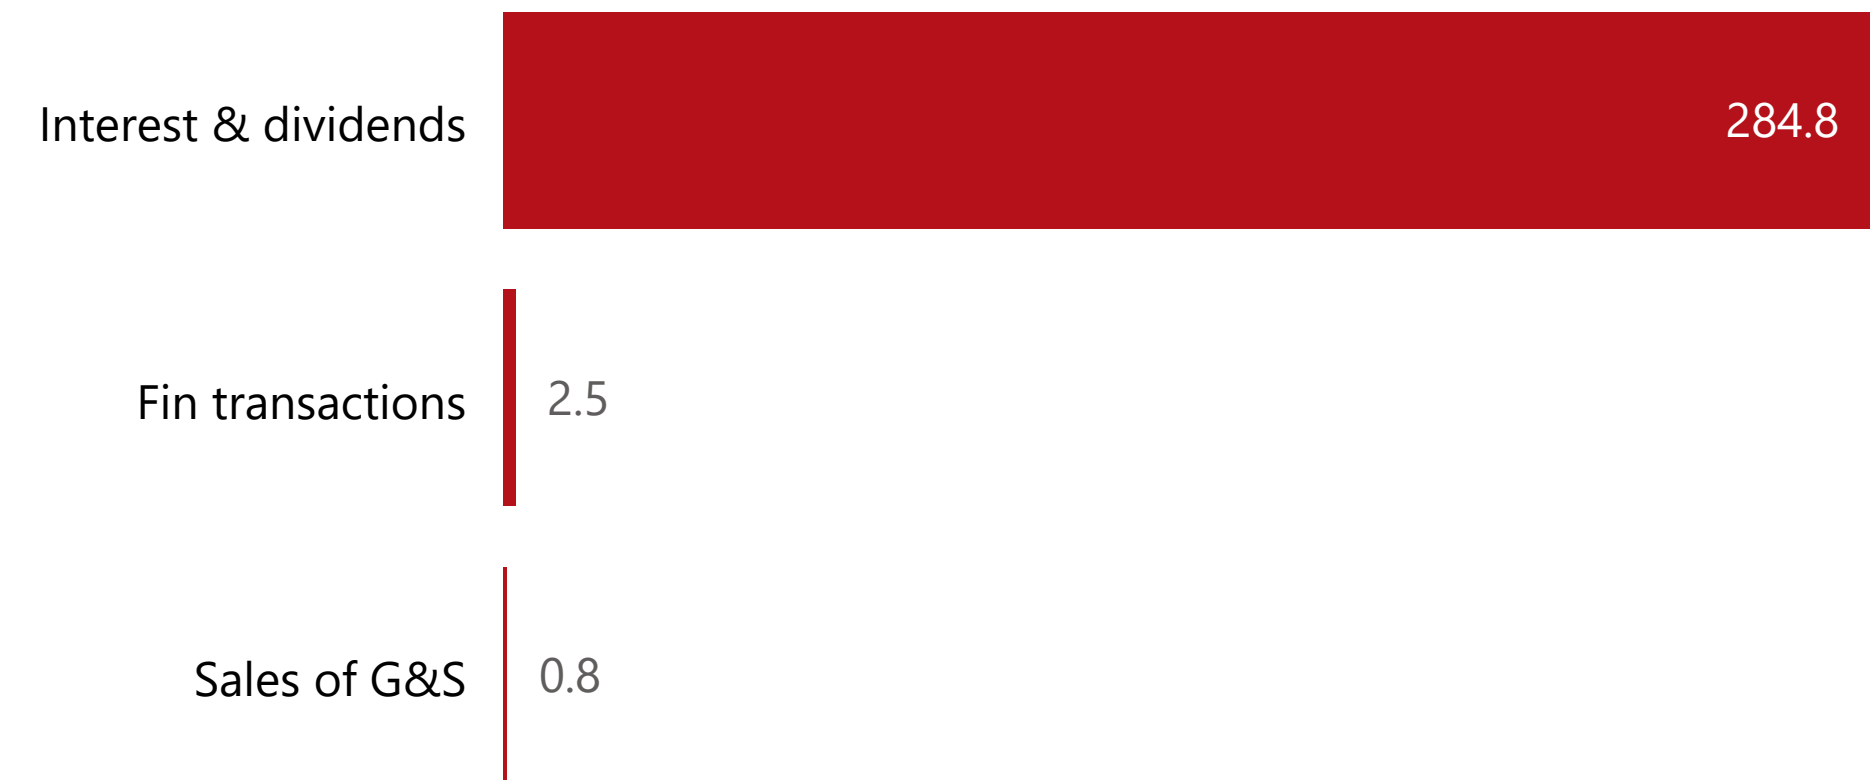 Interest & dividends 284.8
Fin transactions 2.5
Sales of G&S 0.8